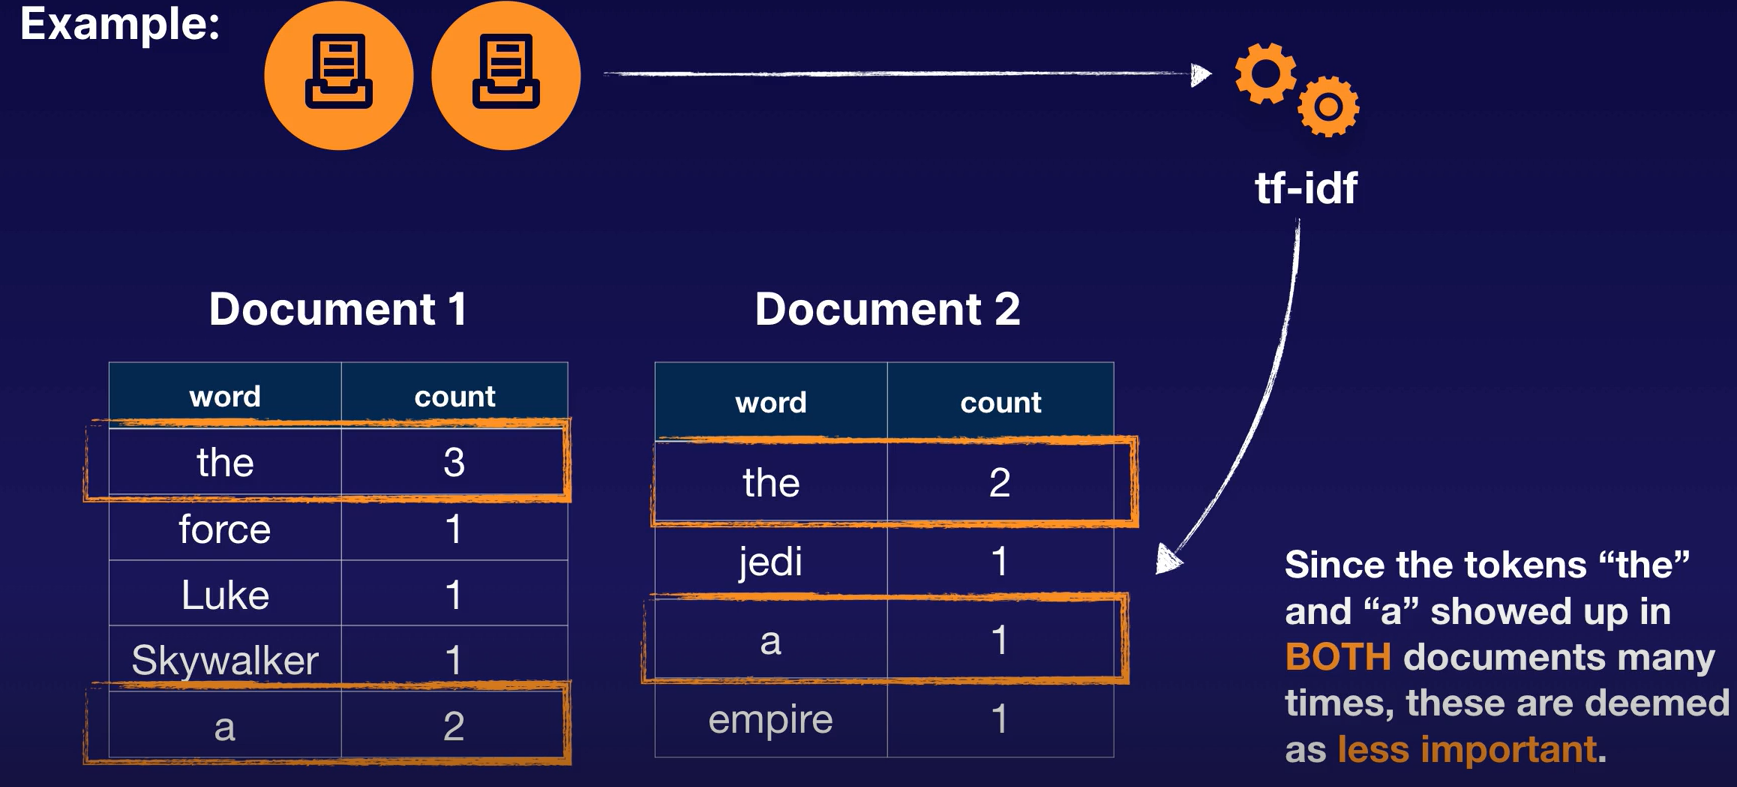 Example:
tf-idf
Document 1
word count
the 3
force 1
Luke 1
Skywalker 1
a 2
Document 2
word count
the 2
jedi 1
a 1
empire 1
Since the tokens “the”
and “a” showed up in
BOTH documents many
times, these are deemed
as less important.